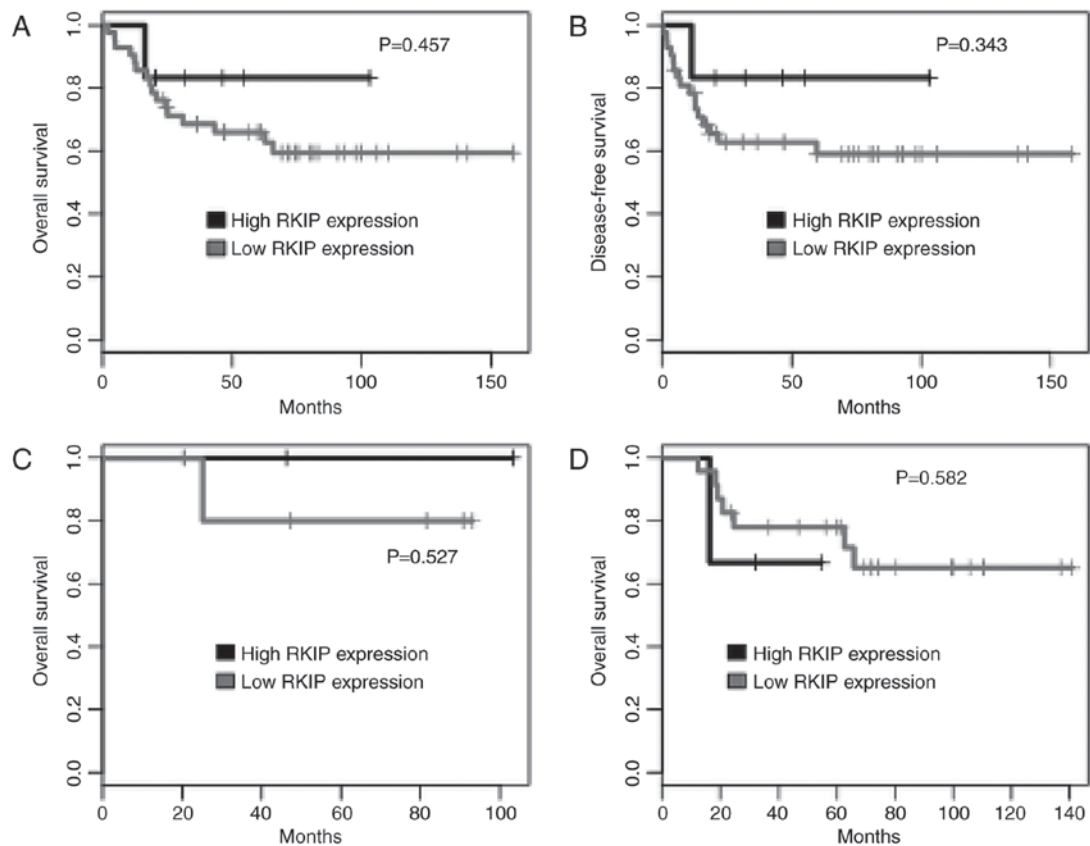 A
P=0.457
Overall survival
1.0
0.8
0.6
0.4
0.2
0.0
High RKIP expression
Low RKIP expression
0 50 100 150
Months
B
P=0.343
Disease-free survival
1.0
0.8
0.6
0.4
0.2
0.0
High RKIP expression
Low RKIP expression
0 50 100 150
Months
C
P=0.527
Overall survival
1.0
0.8
0.6
0.4
0.2
0.0
High RKIP expression
Low RKIP expression
0 20 40 60 80 100
Months
D
P=0.582
Overall survival
1.0
0.8
0.6
0.4
0.2
0.0
High RKIP expression
Low RKIP expression
0 20 40 60 80 100 120 140
Months